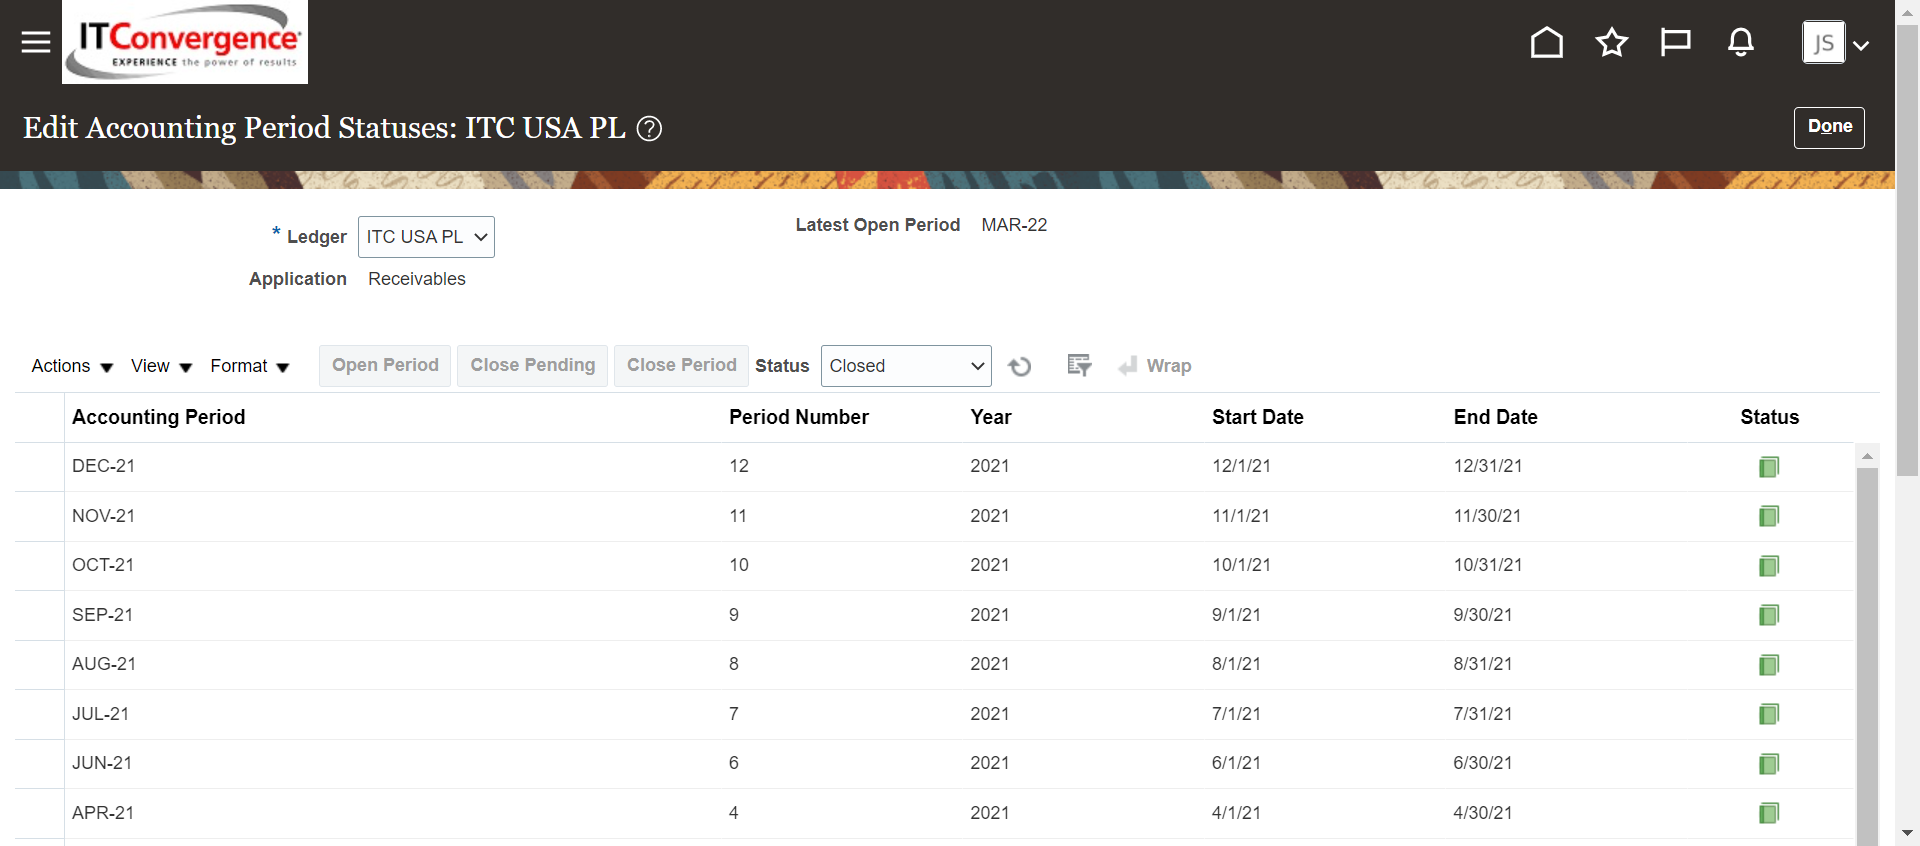 ITConvergence
EXPERIENCE the power of results
JS
Edit Accounting Period Statuses: ITC USA PL ?
Done
* Ledger ITC USA PL
Latest Open Period MAR-22
Application Receivables
Actions View Format Open Period Close Pending Close Period Status Closed Wrap
Accounting Period Period Number Year Start Date End Date Status
DEC-21 12 2021 12/1/21 12/31/21
NOV-21 11 2021 11/1/21 11/30/21
OCT-21 10 2021 10/1/21 10/31/21
SEP-21 9 2021 9/1/21 9/30/21
AUG-21 8 2021 8/1/21 8/31/21
JUL-21 7 2021 7/1/21 7/31/21
JUN-21 6 2021 6/1/21 6/30/21
APR-21 4 2021 4/1/21 4/30/21